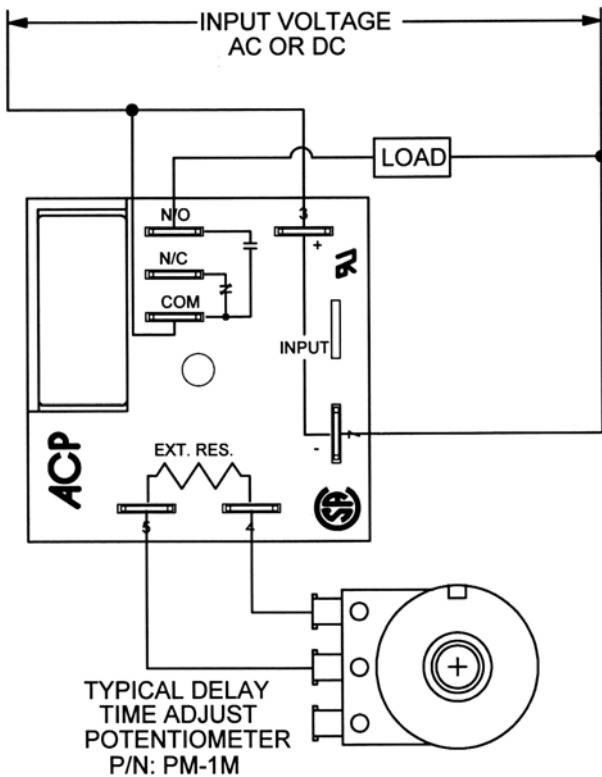 INPUT VOLTAGE
AC OR DC
LOAD
N/O
3
+
N/C
COM
INPUT
-
ACP
EXT. RES.
SA
5
4
TYPICAL DELAY
TIME ADJUST
POTENTIOMETER
P/N: PM-1M